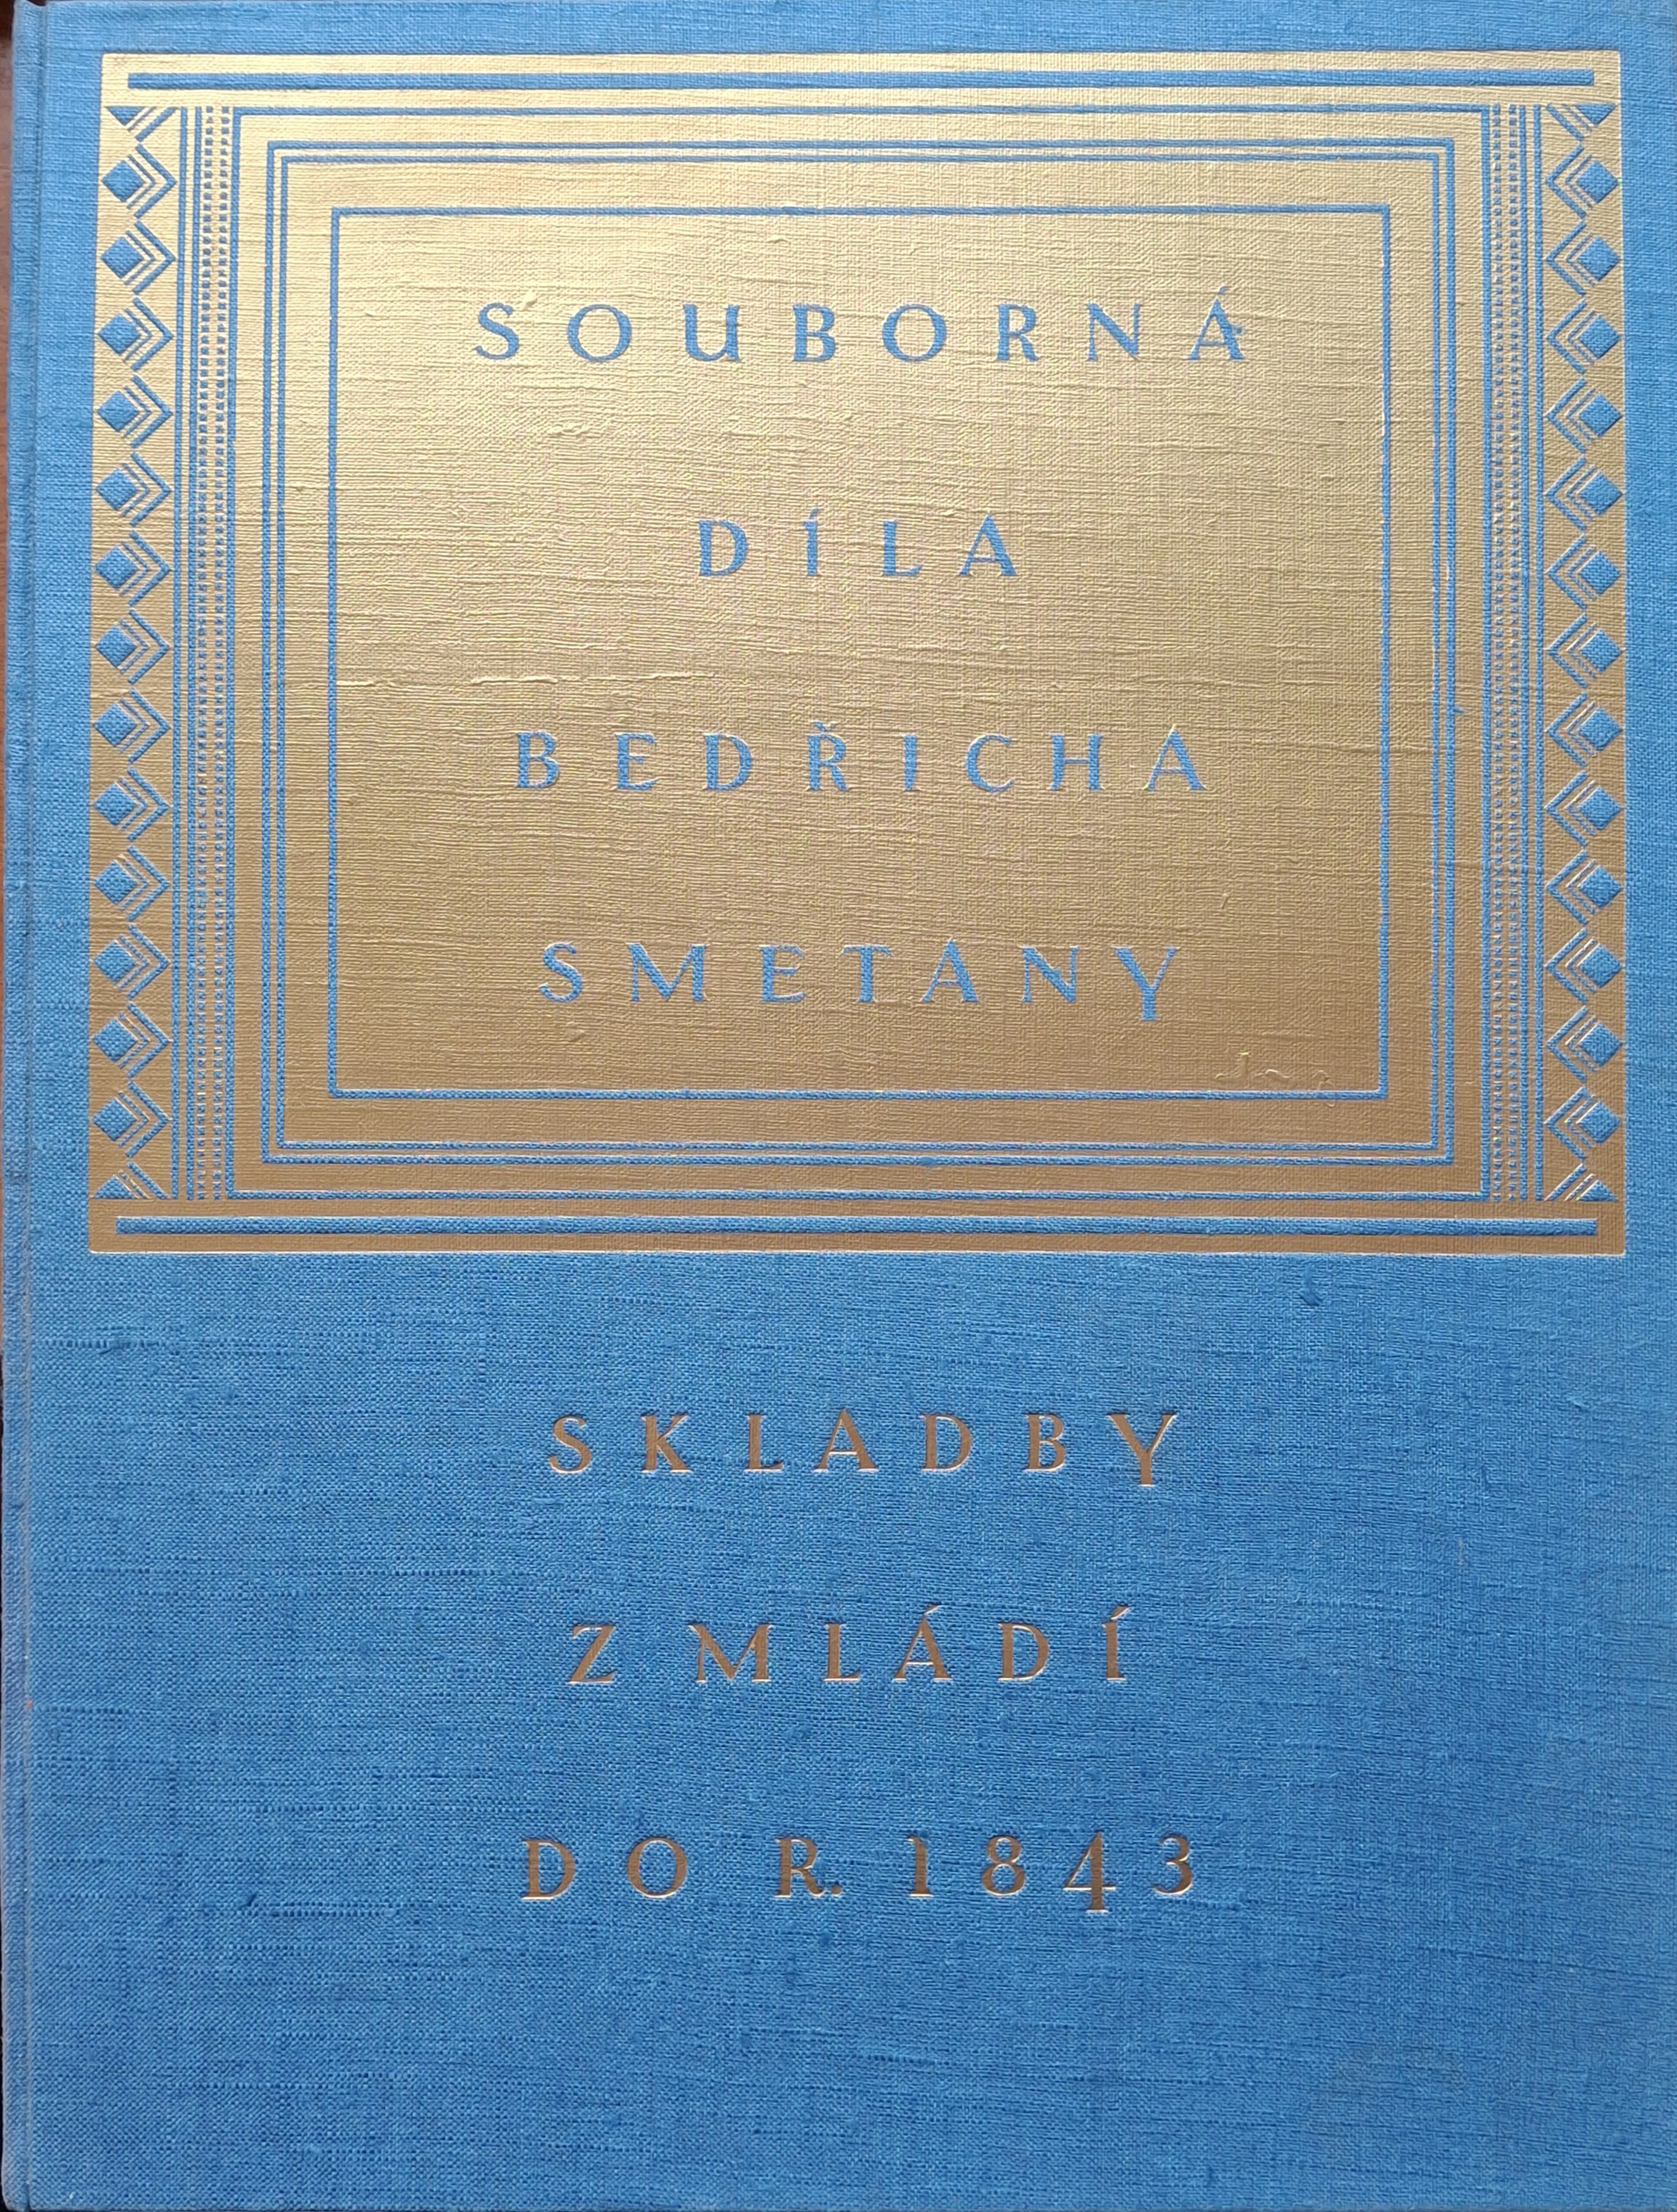 SOUBORNÁ
DÍLA
BEDŘICHA
SMETANY
SKLADBY
Z MLÁDÍ
DO R. 1843